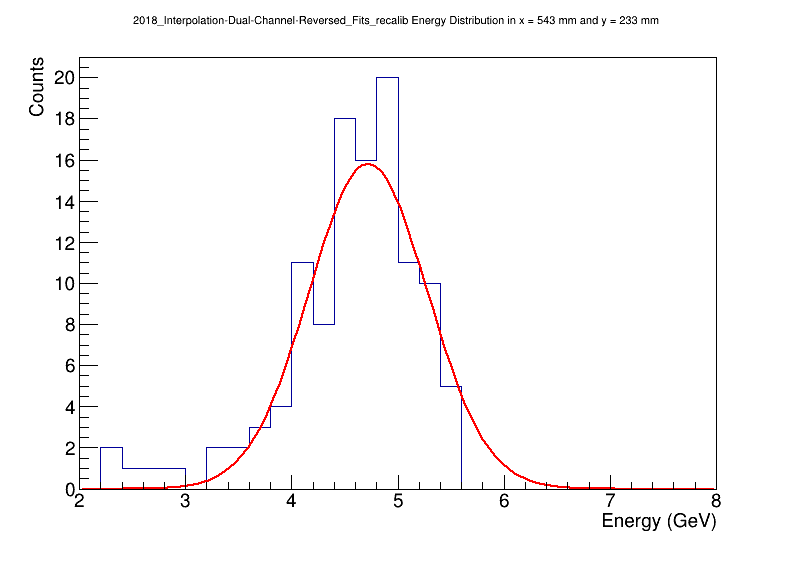 2018_Interpolation-Dual-Channel-Reversed_Fits_recalib Energy Distribution in x = 543 mm and y = 233 mm
Counts
20
18
16
14
12
10
8
6
4
2
0
2 3 4 5 6 7 8
Energy (GeV)